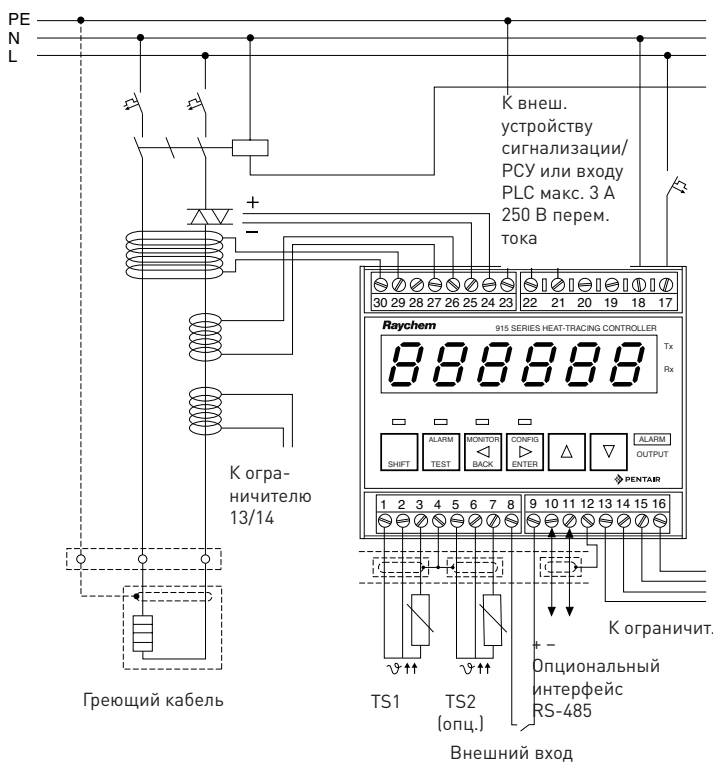 PE
N
L
К внеш.
устройству
сигнализации/
РСУ или входу
PLC макс. 3 А
250 В перем.
тока
+
−
30 29 28 27 26 25 24 23 22 21 20 19 18 17
Raychem 915 SERIES HEAT-TRACING CONTROLLER
888888
Tx
Rx
SHIFT
ALARM
TEST
MONITOR
BACK
CONFIG
ENTER
ALARM
OUTPUT
PENTAIR
К огра-
ничителю
13/14
1 2 3 4 5 6 7 8 9 10 11 12 13 14 15 16
К ограничит.
+ −
Опциональный
интерфейс
RS-485
TS1
TS2
(опц.)
Греющий кабель
Внешний вход